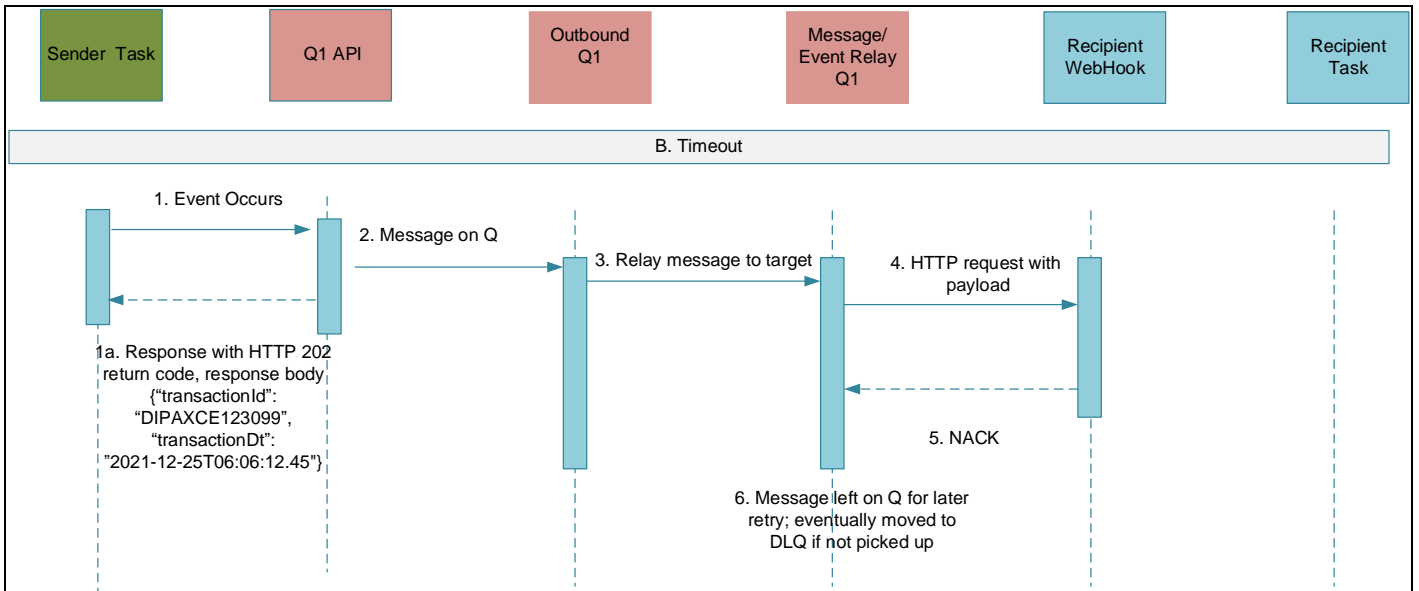 Sender Task
Q1 API
Outbound
Q1
Message/
Event Relay
Q1
Recipient
WebHook
Recipient
Task
B. Timeout
1. Event Occurs
2. Message on Q
3. Relay message to target
4. HTTP request with
payload
1a. Response with HTTP 202
return code, response body
{“transactionId”:
“DIPAXCE123099”,
“transactionDt”:
”2021-12-25T06:06:12.45"}
5. NACK
6. Message left on Q for later
retry; eventually moved to
DLQ if not picked up